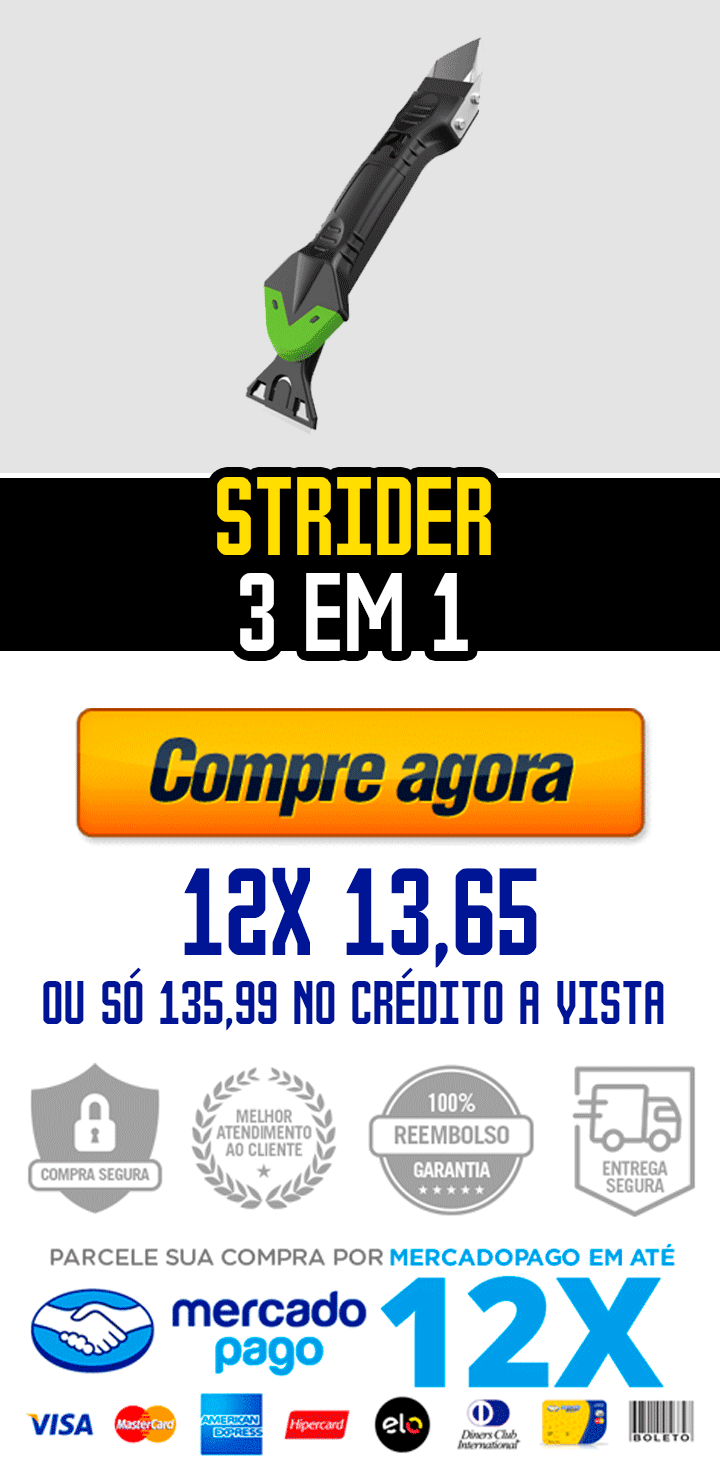 STRIDER
3 EM 1
Compre agora
12X 13,65
OU SÓ 135,99 NO CRÉDITO A VISTA
COMPRA SEGURA
MELHOR
ATENDIMENTO
AO CLIENTE
100%
REEMBOLSO
GARANTIA
ENTREGA
SEGURA
PARCELE SUA COMPRA POR MERCADOPAGO EM ATÉ
mercado
pago
12X
VISA
MasterCard
AMERICAN
EXPRESS
Hipercard
elo
Diners Club
International
BOLETO